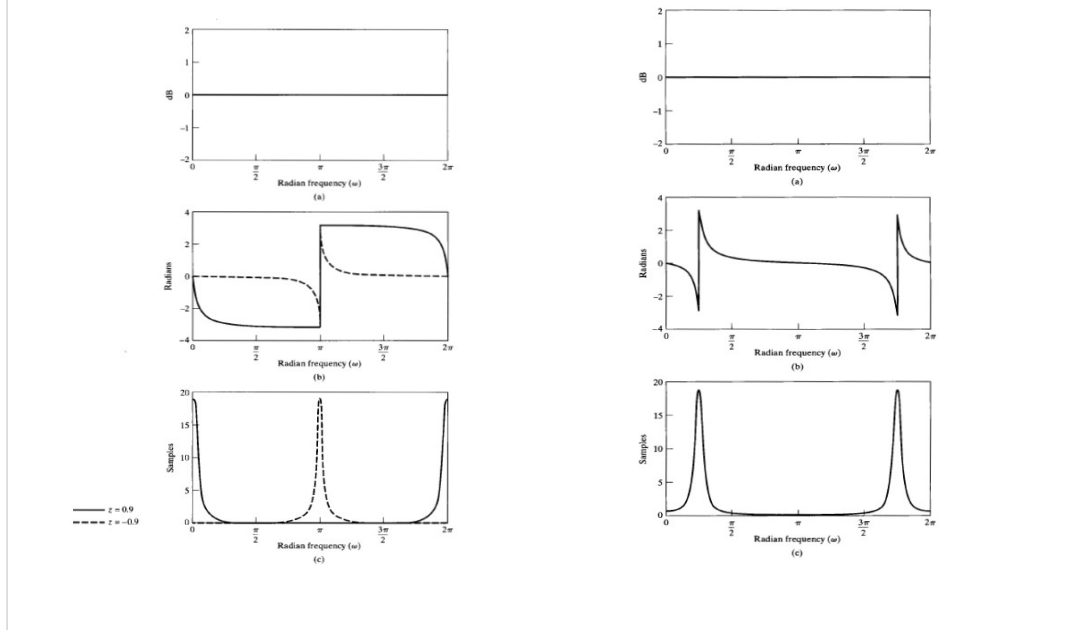 2
1
0
-1
-2
dB
0
π/2
π
3π/2
2π
Radian frequency (ω)
(a)
4
2
0
-2
-4
Radians
0
π/2
π
3π/2
2π
Radian frequency (ω)
(b)
20
15
10
5
0
Samples
0
π/2
π
3π/2
2π
Radian frequency (ω)
(c)
z = 0.9
z = -0.9
2
1
0
-1
-2
dB
0
π/2
π
3π/2
2π
Radian frequency (ω)
(a)
4
2
0
-2
-4
Radians
0
π/2
π
3π/2
2π
Radian frequency (ω)
(b)
20
15
10
5
0
Samples
0
π/2
π
3π/2
2π
Radian frequency (ω)
(c)